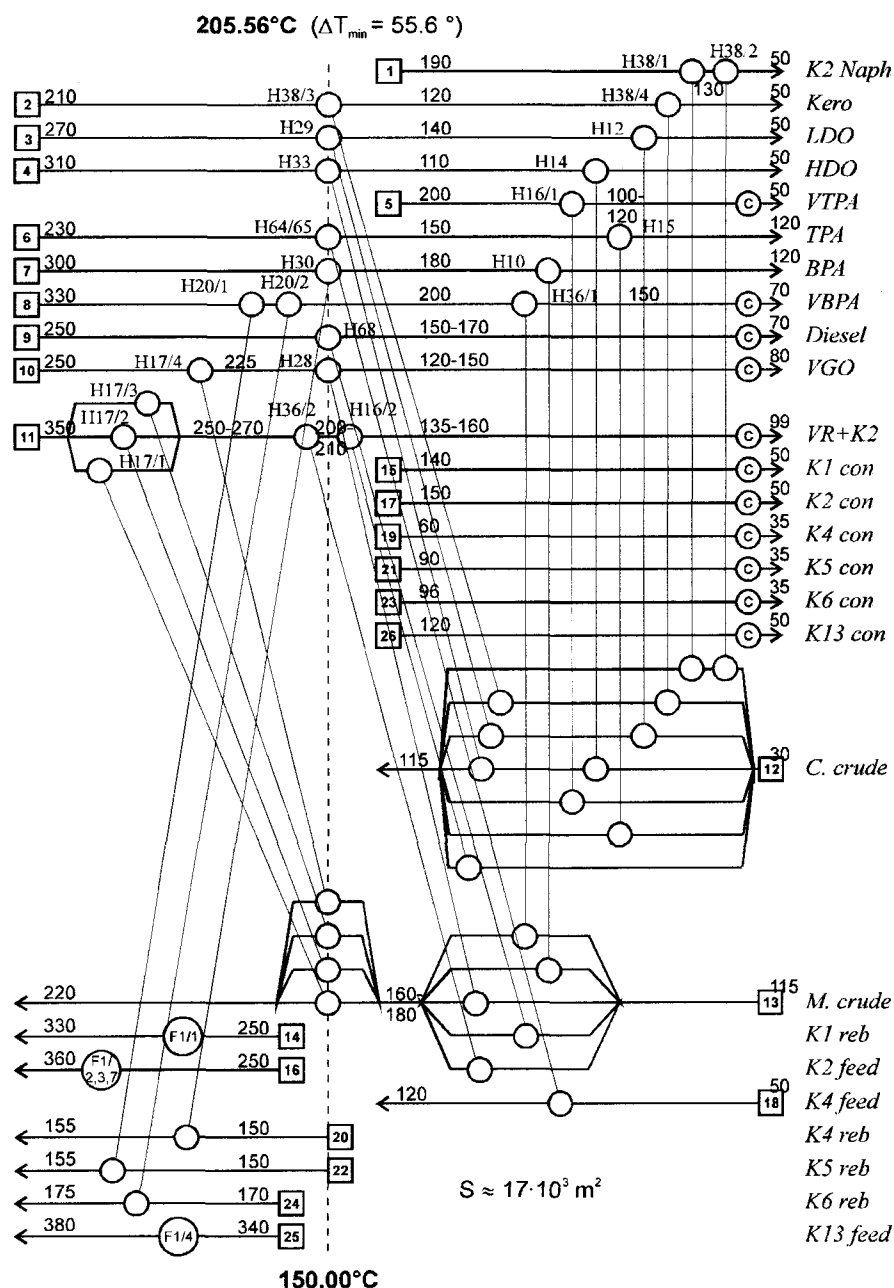 205.56°C (ΔTmin = 55.6 °)
1 190 H38/1 130 H38/2 50 K2 Naph
2 210 H38/3 120 H38/4 50 Kero
3 270 H29 140 H12 50 LDO
4 310 H33 110 H14 50 HDO
5 200 H16/1 100- 120 C 50 VTPA
6 230 H64/65 150 H15 120 TPA
7 300 H30 180 H10 120 BPA
8 330 H20/1 H20/2 200 H36/1 150 C 70 VBPA
9 250 H68 150-170 C 70 Diesel
10 250 H17/4 225 H28 120-150 C 80 VGO
H17/3
11 350 H17/2 250-270 H36/2 200- 210 H16/2 135-160 C 99 VR+K2
H17/1
15 140 C 50 K1 con
17 150 C 50 K2 con
19 60 C 35 K4 con
21 90 C 35 K5 con
23 96 C 35 K6 con
26 120 C 50 K13 con
115 12 30 C. crude
220 160- 180 13 115 M. crude
330 F1/1 250 14 K1 reb
360 F1/ 2,3,7 250 16 K2 feed
120 18 50 K4 feed
155 150 20 K4 reb
155 150 22 K5 reb
175 170 24 K6 reb
S ≈ 17·10³ m²
380 F1/4 340 25 K13 feed
150.00°C